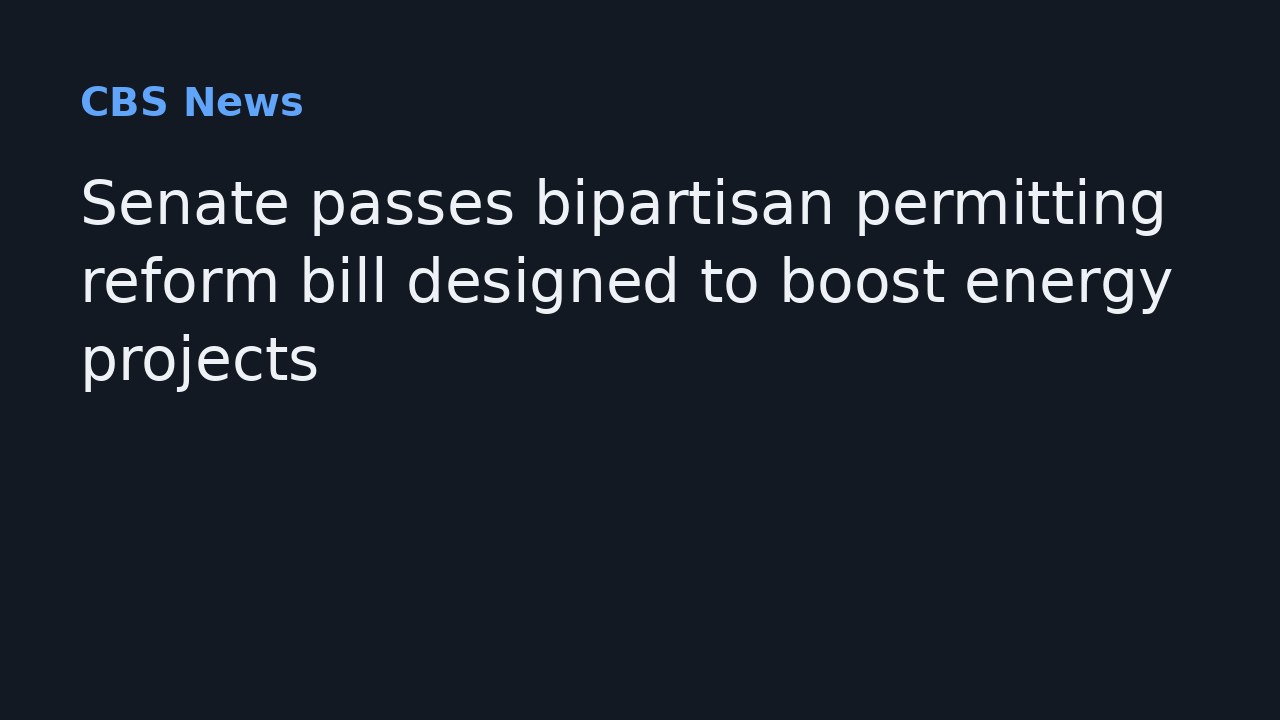 CBS News
Senate passes bipartisan permitting
reform bill designed to boost energy
projects